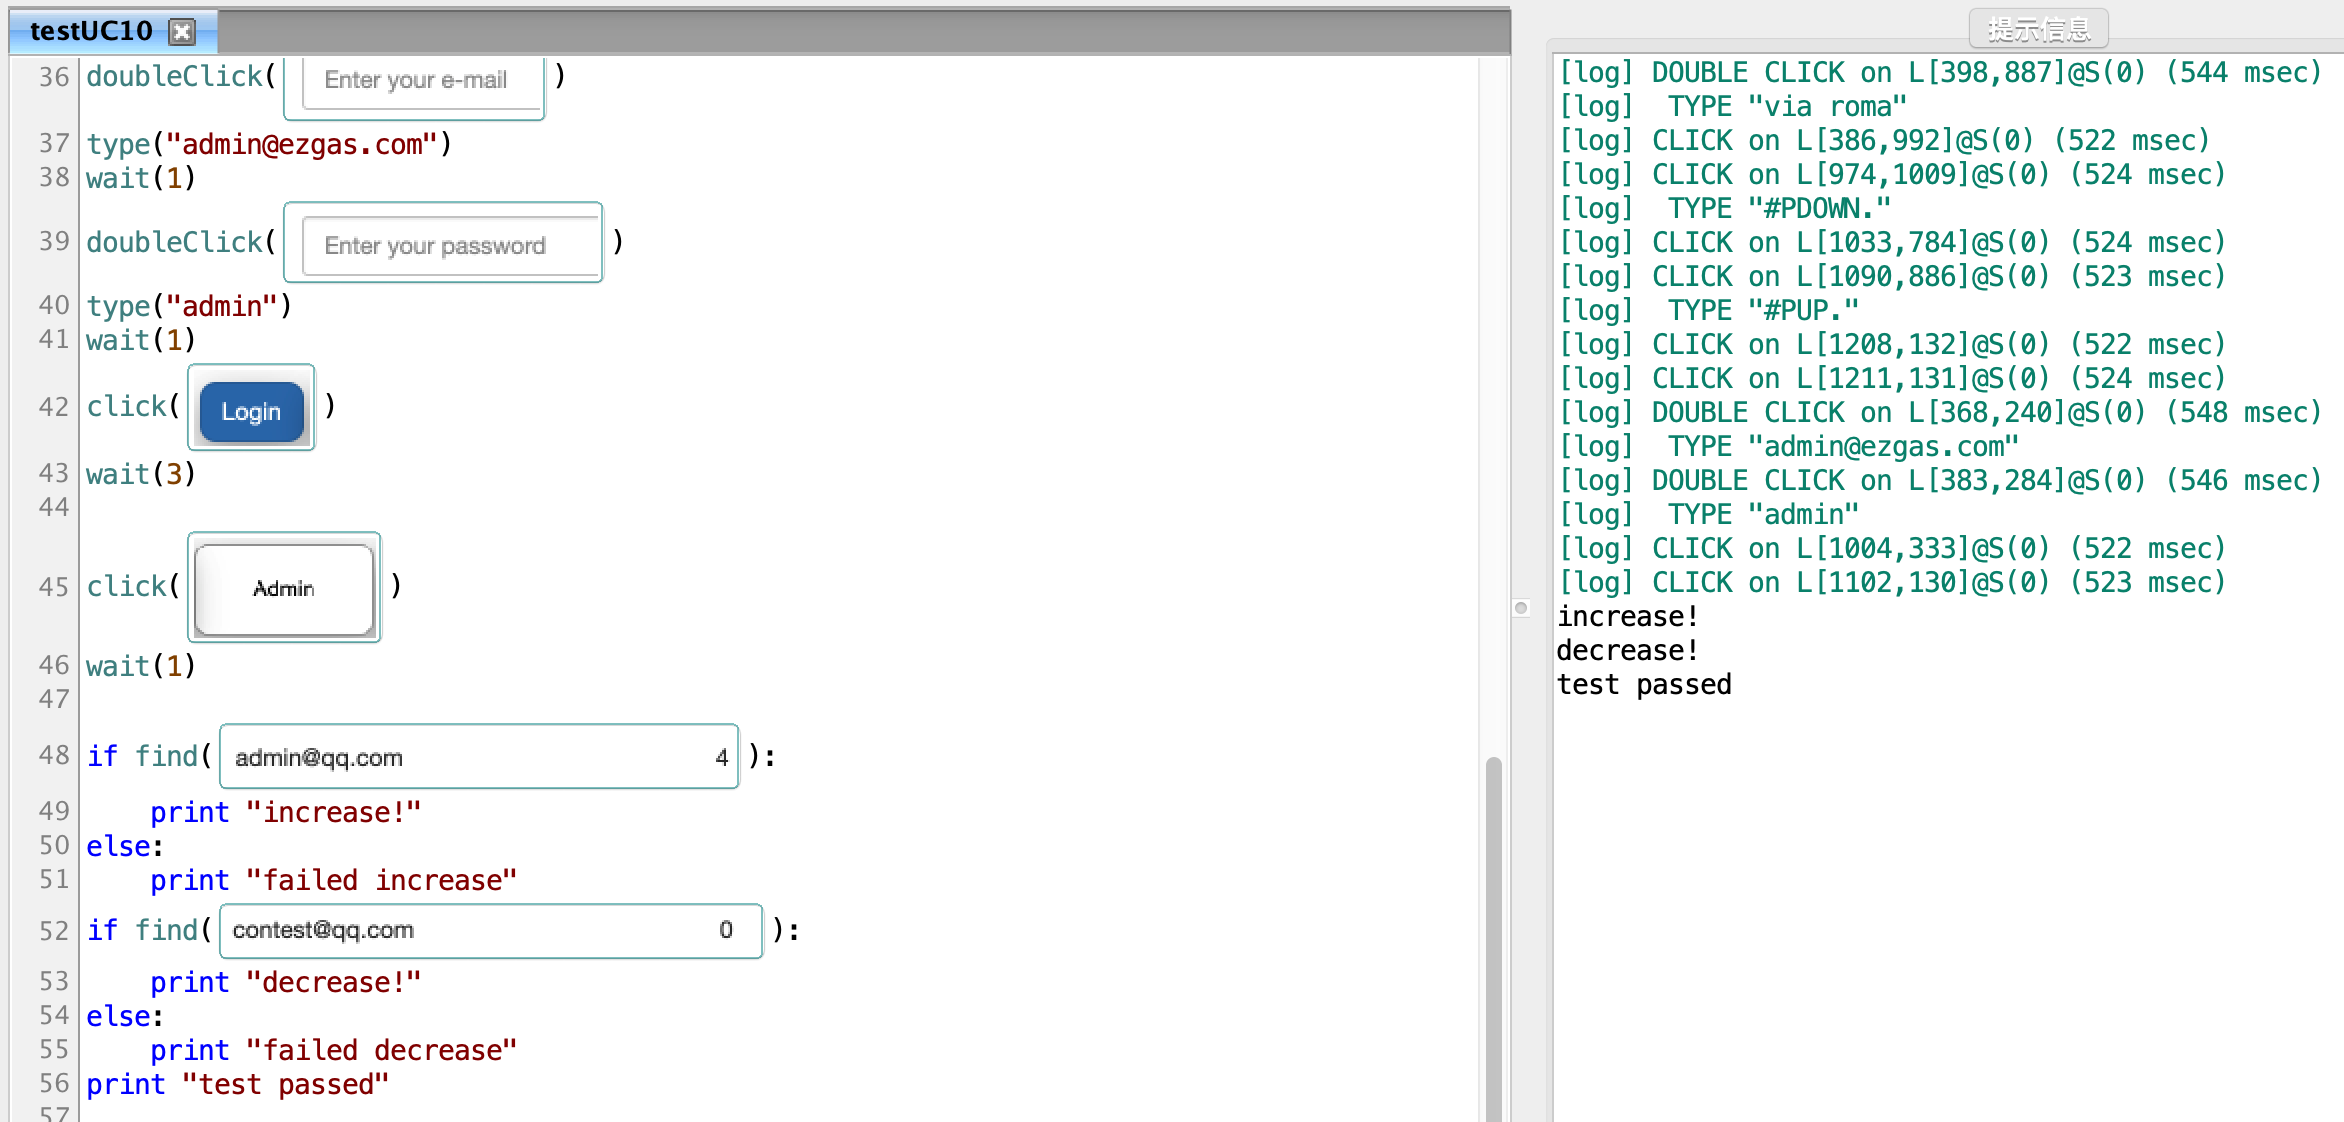 testUC10
36 doubleClick( Enter your e-mail )
37 type("admin@ezgas.com")
38 wait(1)
39 doubleClick( Enter your password )
40 type("admin")
41 wait(1)
42 click( Login )
43 wait(3)
44
45 click( Admin )
46 wait(1)
47
48 if find( admin@qq.com 4 ):
49 print "increase!"
50 else:
51 print "failed increase"
52 if find( contest@qq.com 0 ):
53 print "decrease!"
54 else:
55 print "failed decrease"
56 print "test passed"
57
提示信息
[log] DOUBLE CLICK on L[398,887]@S(0) (544 msec)
[log] TYPE "via roma"
[log] CLICK on L[386,992]@S(0) (522 msec)
[log] CLICK on L[974,1009]@S(0) (524 msec)
[log] TYPE "#PDOWN."
[log] CLICK on L[1033,784]@S(0) (524 msec)
[log] CLICK on L[1090,886]@S(0) (523 msec)
[log] TYPE "#PUP."
[log] CLICK on L[1208,132]@S(0) (522 msec)
[log] CLICK on L[1211,131]@S(0) (524 msec)
[log] DOUBLE CLICK on L[368,240]@S(0) (548 msec)
[log] TYPE "admin@ezgas.com"
[log] DOUBLE CLICK on L[383,284]@S(0) (546 msec)
[log] TYPE "admin"
[log] CLICK on L[1004,333]@S(0) (522 msec)
[log] CLICK on L[1102,130]@S(0) (523 msec)
increase!
decrease!
test passed